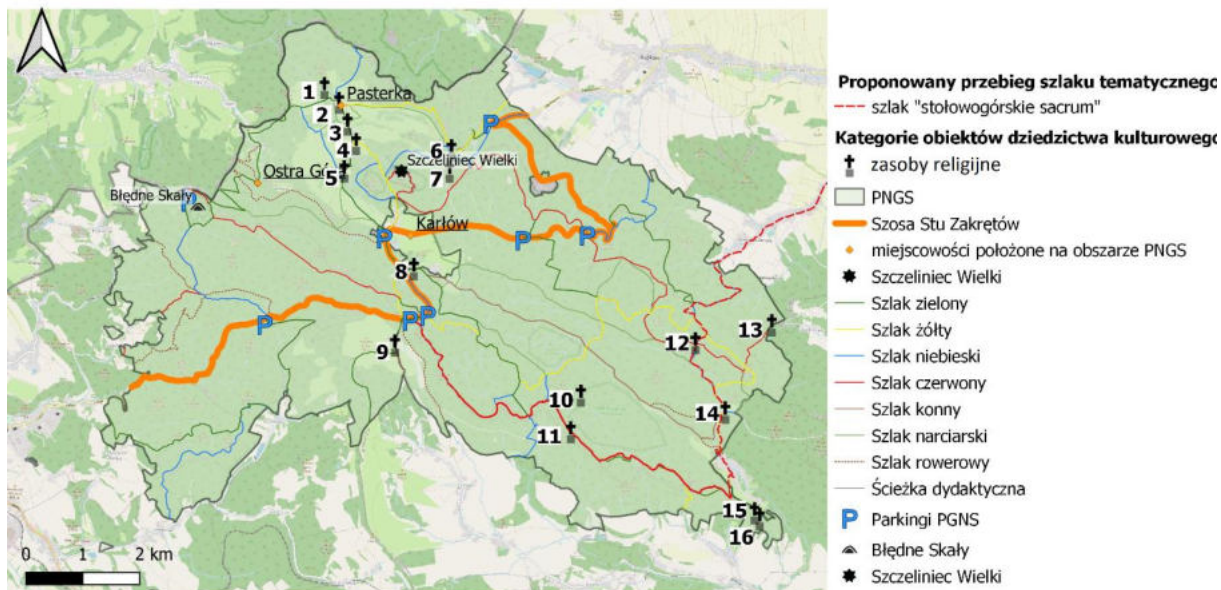 1
2
Pasterka
3
4
6
Szczeliniec Wielki
Ostra Gó
5
7
Błędne Skały
P
P
Karłów
P
P
P
8
P
P
P
9
12
13
10
11
14
15
16
0 1 2 km
Proponowany przebieg szlaku tematycznego
szlak "stołowogórskie sacrum"
Kategorie obiektów dziedzictwa kulturowego
zasoby religijne
PNGS
Szosa Stu Zakrętów
miejscowości położone na obszarze PNGS
Szczeliniec Wielki
Szlak zielony
Szlak żółty
Szlak niebieski
Szlak czerwony
Szlak konny
Szlak narciarski
Szlak rowerowy
Ścieżka dydaktyczna
P Parkingi PGNS
Błędne Skały
Szczeliniec Wielki